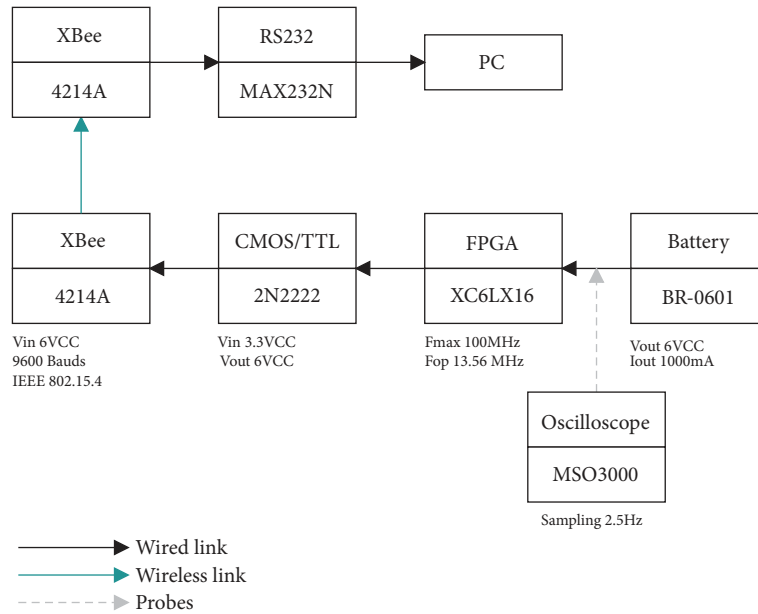 XBee
4214A
RS232
MAX232N
PC
XBee
4214A
Vin 6VCC
9600 Bauds
IEEE 802.15.4
CMOS/TTL
2N2222
Vin 3.3VCC
Vout 6VCC
FPGA
XC6LX16
Fmax 100MHz
Fop 13.56 MHz
Battery
BR-0601
Vout 6VCC
Iout 1000mA
Oscilloscope
MSO3000
Sampling 2.5Hz
Wired link
Wireless link
Probes